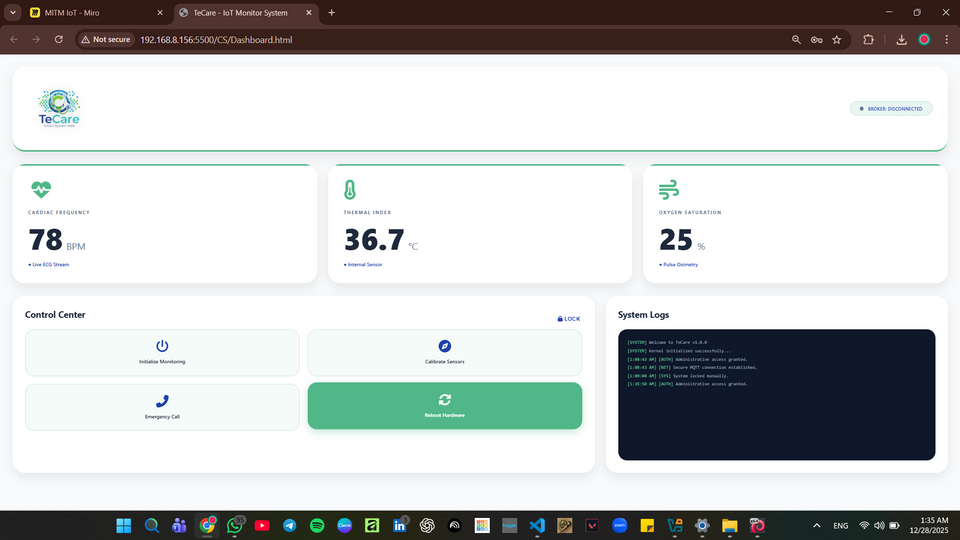 MITM IoT - Miro
TeCare - IoT Monitor System
Not secure
192.168.8.156:5500/CS/Dashboard.html
TeCare
BROKER: DISCONNECTED
CARDIAC FREQUENCY
78 BPM
• Live ECG Stream
THERMAL INDEX
36.7 °C
• Internal Sensor
OXYGEN SATURATION
25 %
• Pulse Oximetry
Control Center
LOCK
Initialize Monitoring
Calibrate Sensors
Emergency Call
Reboot Hardware
System Logs
[SYSTEM] Welcome to TeCare v1.0.0
[SYSTEM] Kernel initialized successfully...
[1:08:43 AM] [AUTH] Administrative access granted.
[1:08:43 AM] [NET] Secure MQTT connection established.
[1:09:08 AM] [SYS] System locked manually.
[1:35:50 AM] [AUTH] Administrative access granted.
ENG
1:35 AM
12/28/2025